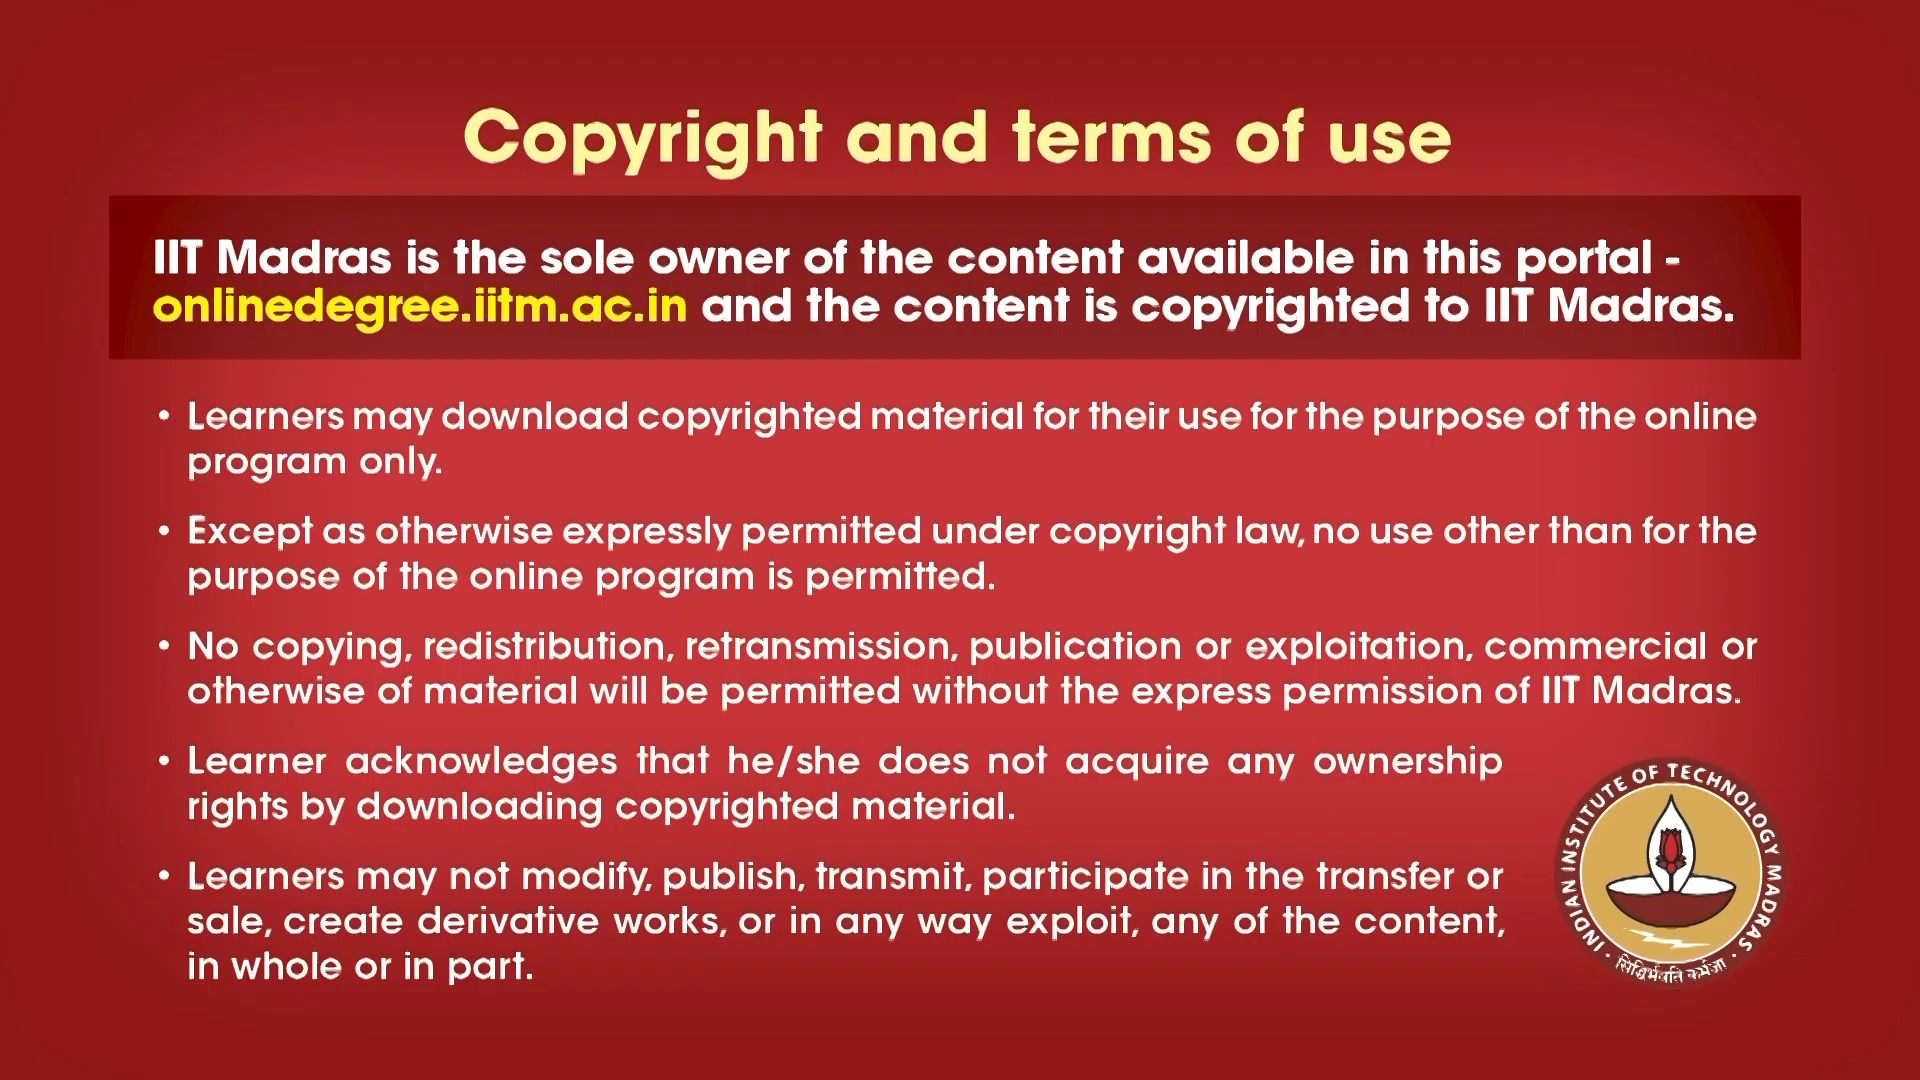 Copyright and terms of use
IIT Madras is the sole owner of the content available in this portal -
onlinedegree.iitm.ac.in and the content is copyrighted to IIT Madras.
• Learners may download copyrighted material for their use for the purpose of the online
program only.
• Except as otherwise expressly permitted under copyright law, no use other than for the
purpose of the online program is permitted.
• No copying, redistribution, retransmission, publication or exploitation, commercial or
otherwise of material will be permitted without the express permission of IIT Madras.
• Learner acknowledges that he/she does not acquire any ownership
rights by downloading copyrighted material.
• Learners may not modify, publish, transmit, participate in the transfer or
sale, create derivative works, or in any way exploit, any of the content,
in whole or in part.
INDIAN INSTITUTE OF TECHNOLOGY MADRAS
सिद्धिर्भवति कर्मजा